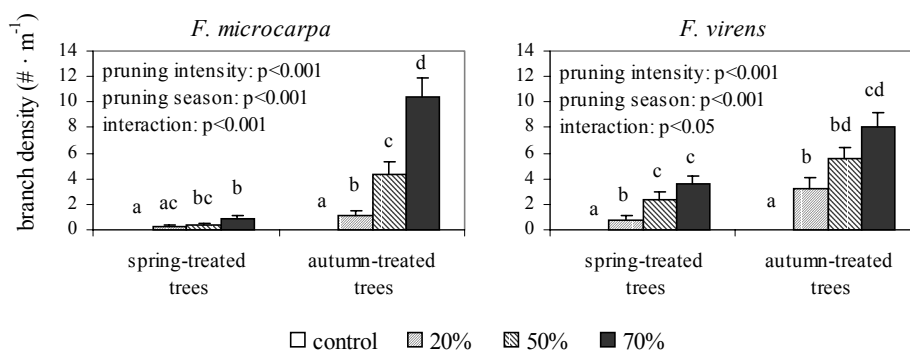 F. microcarpa
F. virens
branch density (# · m⁻¹)
14
12
10
8
6
4
2
0
pruning intensity: p<0.001
pruning season: p<0.001
interaction: p<0.001
a
ac
bc
b
a
b
c
d
spring-treated
trees
autumn-treated
trees
14
12
10
8
6
4
2
0
pruning intensity: p<0.001
pruning season: p<0.001
interaction: p<0.05
a
b
c
c
a
b
bd
cd
spring-treated
trees
autumn-treated
trees
control 20% 50% 70%